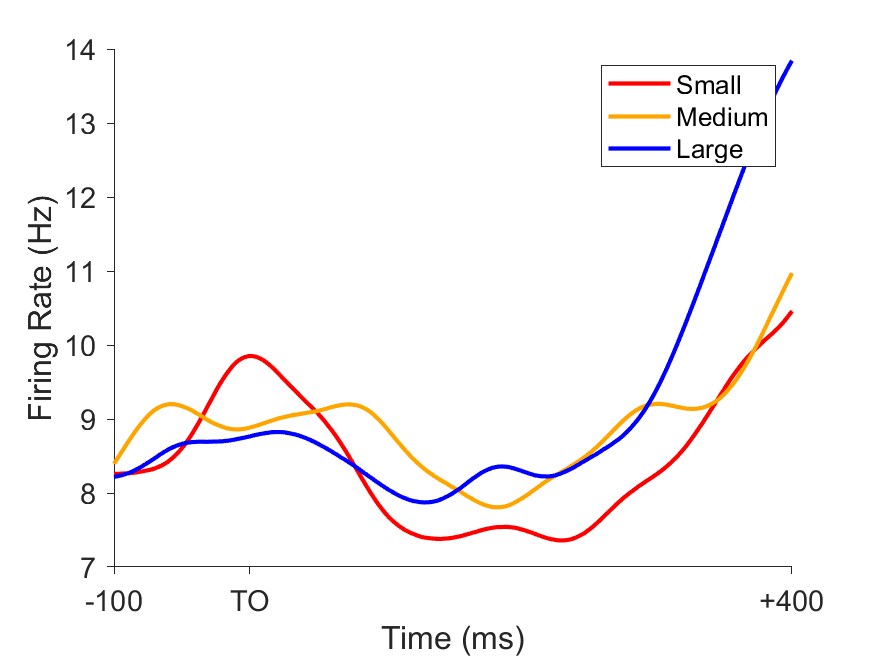 14
13
12
11
10
9
8
7
Firing Rate (Hz)
Small
Medium
Large
-100
TO
+400
Time (ms)